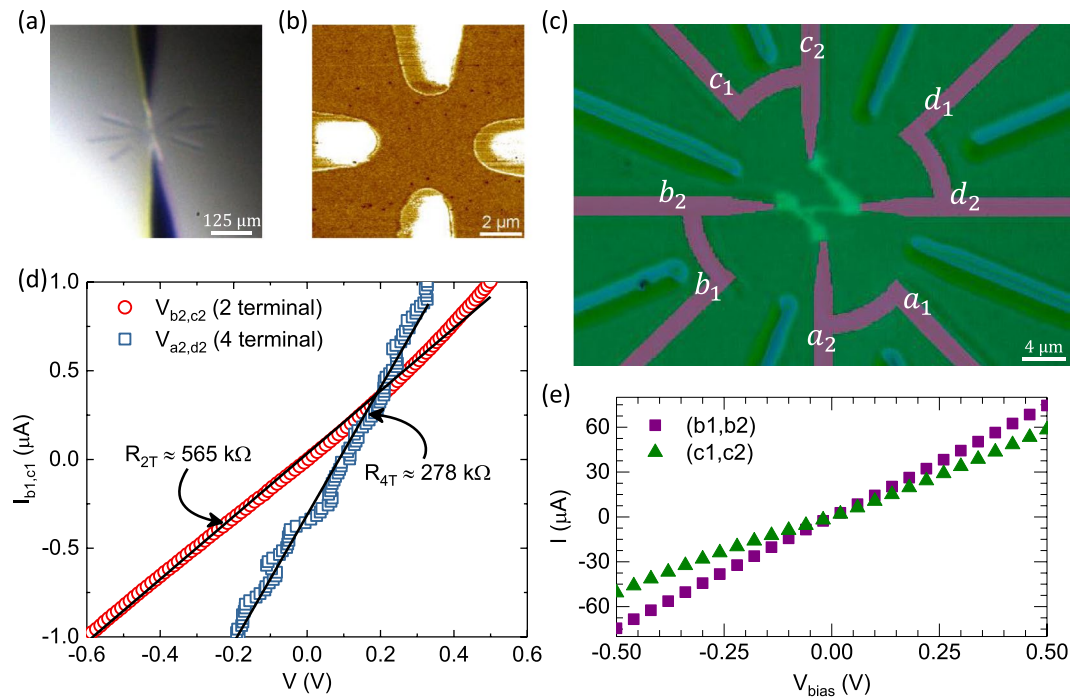 (a)
125 μm
(b)
2 μm
(c)
c₂
c₁
d₁
d₂
b₂
b₁
a₁
a₂
4 μm
(d)
1.0
0.5
0.0
-0.5
-1.0
I_b1,c1 (μA)
V_b2,c2 (2 terminal)
V_a2,d2 (4 terminal)
R_2T ≈ 565 kΩ
R_4T ≈ 278 kΩ
-0.6 -0.4 -0.2 0.0 0.2 0.4 0.6
V (V)
(e)
60
30
0
-30
-60
I (μA)
(b1,b2)
(c1,c2)
-0.50 -0.25 0.00 0.25 0.50
V_bias (V)